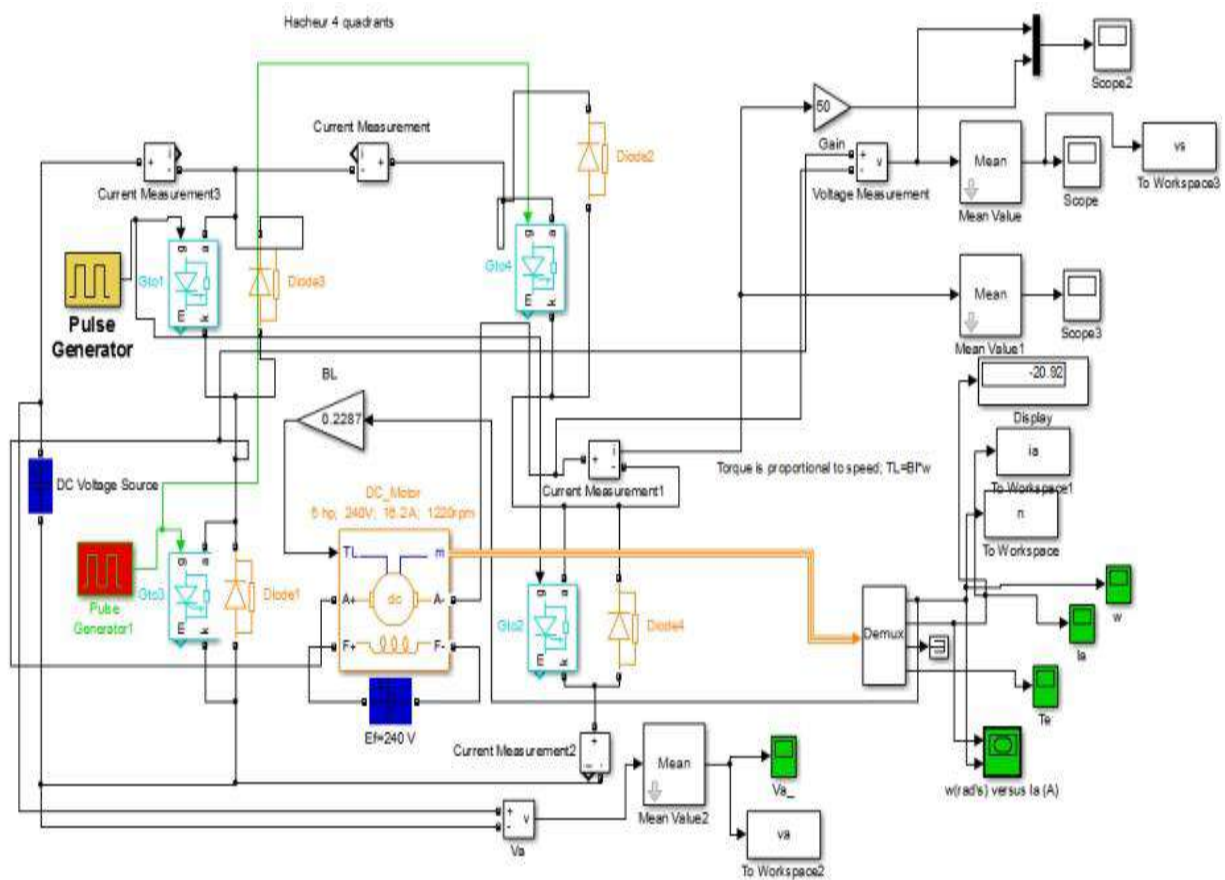 Hacheur 4 quadrants
Scope2
50
Gain
Current Measurement
Diode2
+
i
-
Current Measurement3
+
-
v
Voltage Measurement
Mean
Mean Value
Scope
vs
To Workspace3
g
a
Gto1
m
k
Diode3
Gto4
Pulse
Generator
Mean
Mean Value1
Scope3
BL
0.2287
-20.92
Display
ia
To Workspace1
DC Voltage Source
Current Measurement1
Torque is proportional to speed; TL=Bl*w
n
To Workspace
DC_Motor
5 hp; 240V; 16.2A; 1220rpm
TL
m
A+
dc
A-
F+
F-
Pulse
Generator1
Gto3
Diode1
Gto2
Diode4
Demux
w
Ia
Te
Ef=240 V
Current Measurement2
w(rad/s) versus Ia (A)
Mean
Mean Value2
Va_
+
-
v
Va
va
To Workspace2